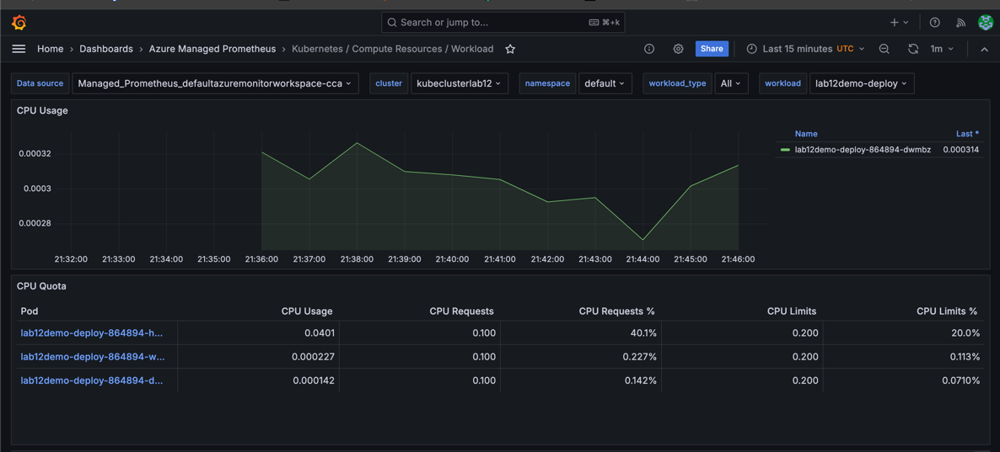 Search or jump to... ⌘+k
Home › Dashboards › Azure Managed Prometheus › Kubernetes / Compute Resources / Workload
Share
Last 15 minutes UTC
1m
Data source Managed_Prometheus_defaultazuremonitorworkspace-cca cluster kubeclusterlab12 namespace default workload_type All workload lab12demo-deploy
CPU Usage
0.00032
0.0003
0.00028
21:32:00 21:33:00 21:34:00 21:35:00 21:36:00 21:37:00 21:38:00 21:39:00 21:40:00 21:41:00 21:42:00 21:43:00 21:44:00 21:45:00 21:46:00
Name Last *
lab12demo-deploy-864894-dwmbz 0.000314
CPU Quota
Pod CPU Usage CPU Requests CPU Requests % CPU Limits CPU Limits %
lab12demo-deploy-864894-h... 0.0401 0.100 40.1% 0.200 20.0%
lab12demo-deploy-864894-w... 0.000227 0.100 0.227% 0.200 0.113%
lab12demo-deploy-864894-d... 0.000142 0.100 0.142% 0.200 0.0710%